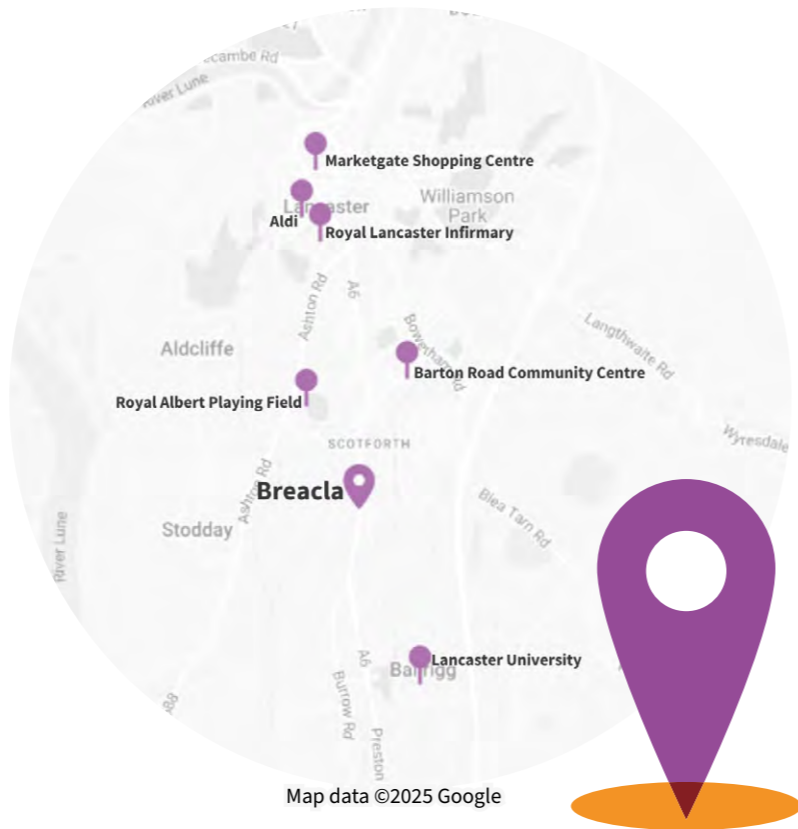 ecambe Rd
River Lune
Marketgate Shopping Centre
Williamson
Park
Lancaster
Aldi
Royal Lancaster Infirmary
Ashton Rd
A6
Bowerham Rd
Langthwaite Rd
Aldcliffe
Barton Road Community Centre
Royal Albert Playing Field
SCOTFORTH
Wyresdale
Ashton Rd
Breacla
Blea Tarn Rd
Stodday
River Lune
A6
Lancaster University
Bailrigg
Burrow Rd
Preston
Map data ©2025 Google